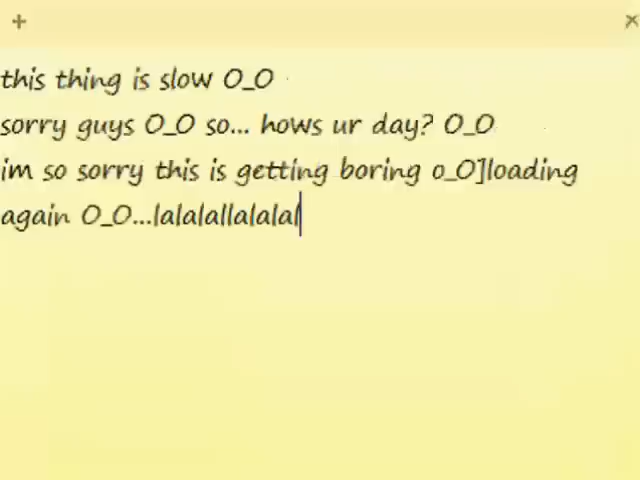 this thing is slow O_O
sorry guys O_O so... hows ur day? O_O
im so sorry this is getting boring o_O]loading
again O_O...lalalallalalal